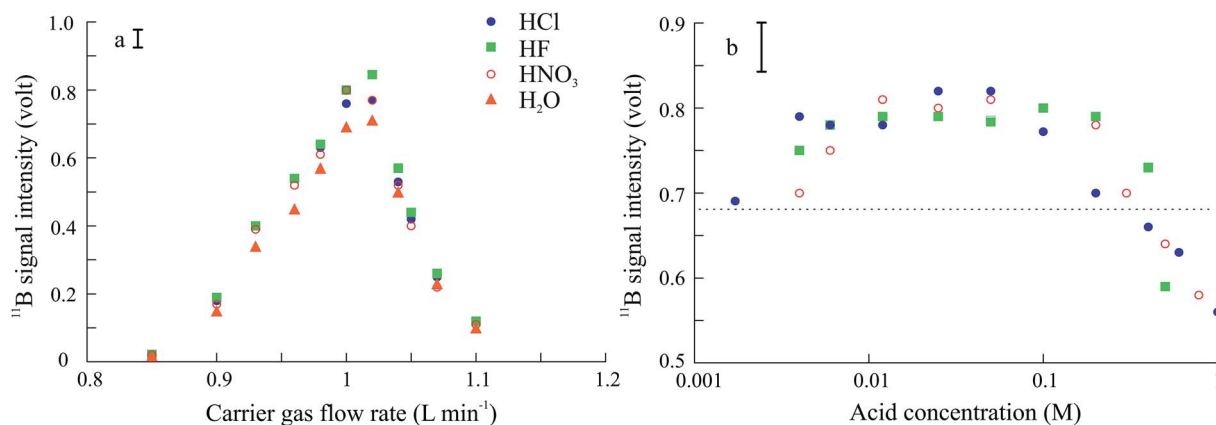 a
HCl
HF
HNO₃
H₂O
1.0
0.8
0.6
0.4
0.2
0
¹¹B signal intensity (volt)
0.8 0.9 1 1.1 1.2
Carrier gas flow rate (L min⁻¹)
b
0.9
0.8
0.7
0.6
0.5
¹¹B signal intensity (volt)
0.001 0.01 0.1
Acid concentration (M)